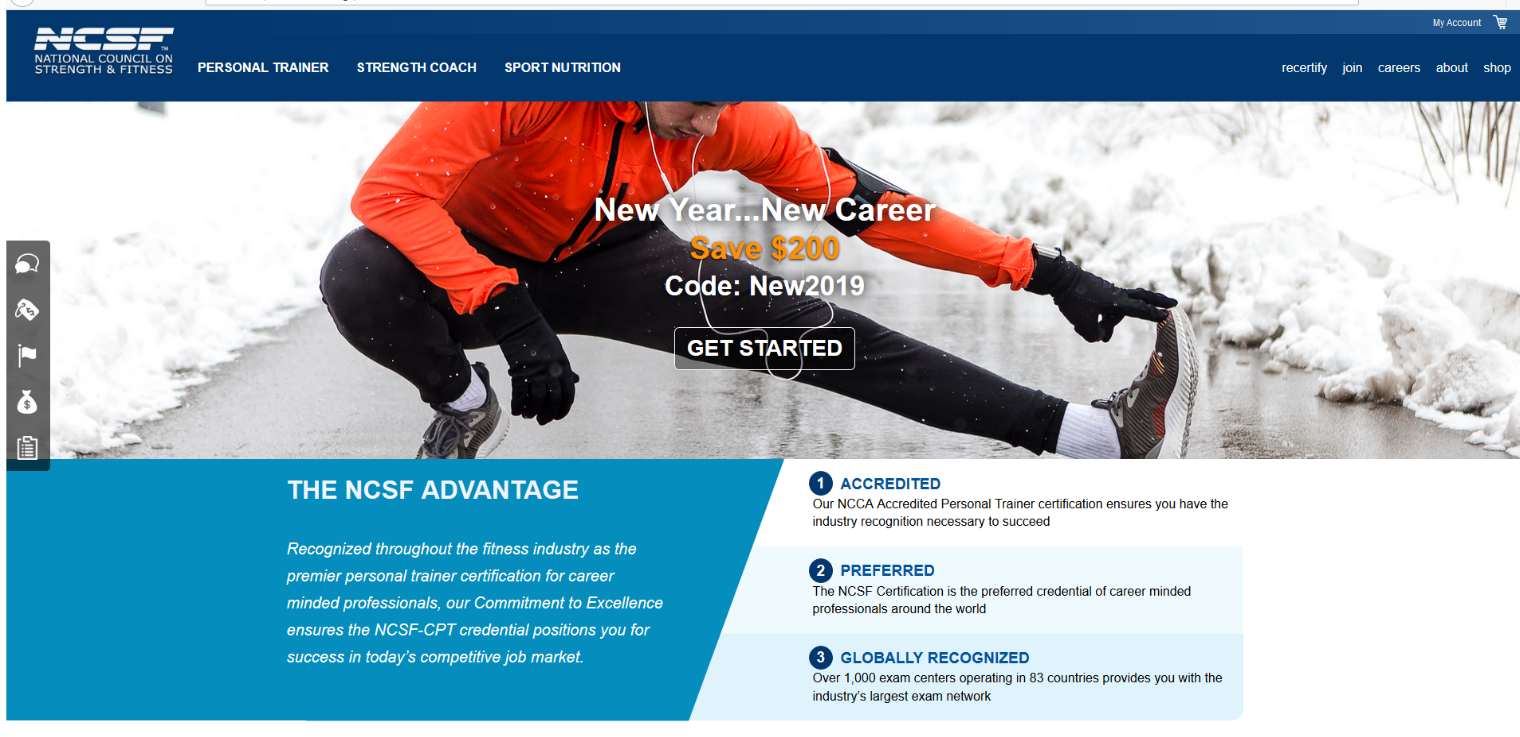 My Account
NCSF
TM
NATIONAL COUNCIL ON
STRENGTH & FITNESS
PERSONAL TRAINER
STRENGTH COACH
SPORT NUTRITION
recertify
join
careers
about
shop
New Year...New Career
Save $200
Code: New2019
GET STARTED
$
THE NCSF ADVANTAGE
Recognized throughout the fitness industry as the
premier personal trainer certification for career
minded professionals, our Commitment to Excellence
ensures the NCSF-CPT credential positions you for
success in today’s competitive job market.
1 ACCREDITED
Our NCCA Accredited Personal Trainer certification ensures you have the
industry recognition necessary to succeed
2 PREFERRED
The NCSF Certification is the preferred credential of career minded
professionals around the world
3 GLOBALLY RECOGNIZED
Over 1,000 exam centers operating in 83 countries provides you with the
industry’s largest exam network